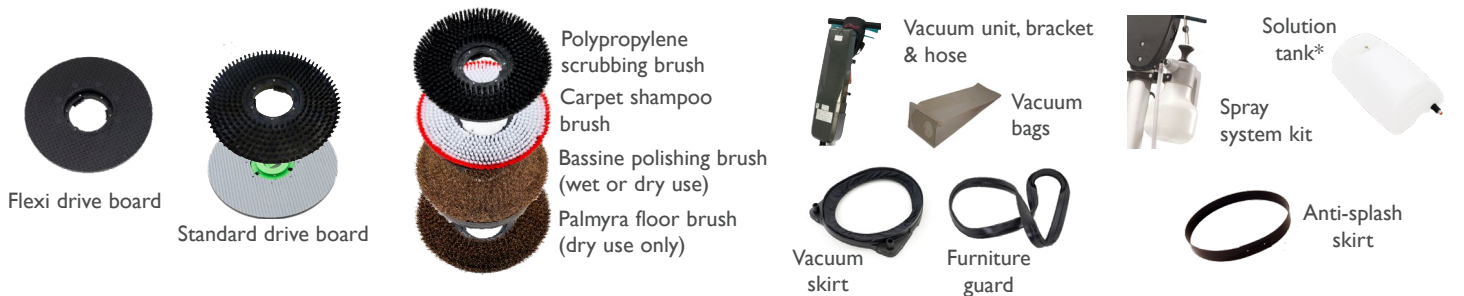 Flexi drive board
Standard drive board
Polypropylene
scrubbing brush
Carpet shampoo
brush
Bassine polishing brush
(wet or dry use)
Palmyra floor brush
(dry use only)
Vacuum unit, bracket
& hose
Vacuum
bags
Vacuum
skirt
Furniture
guard
Spray
system kit
Solution
tank*
Anti-splash
skirt